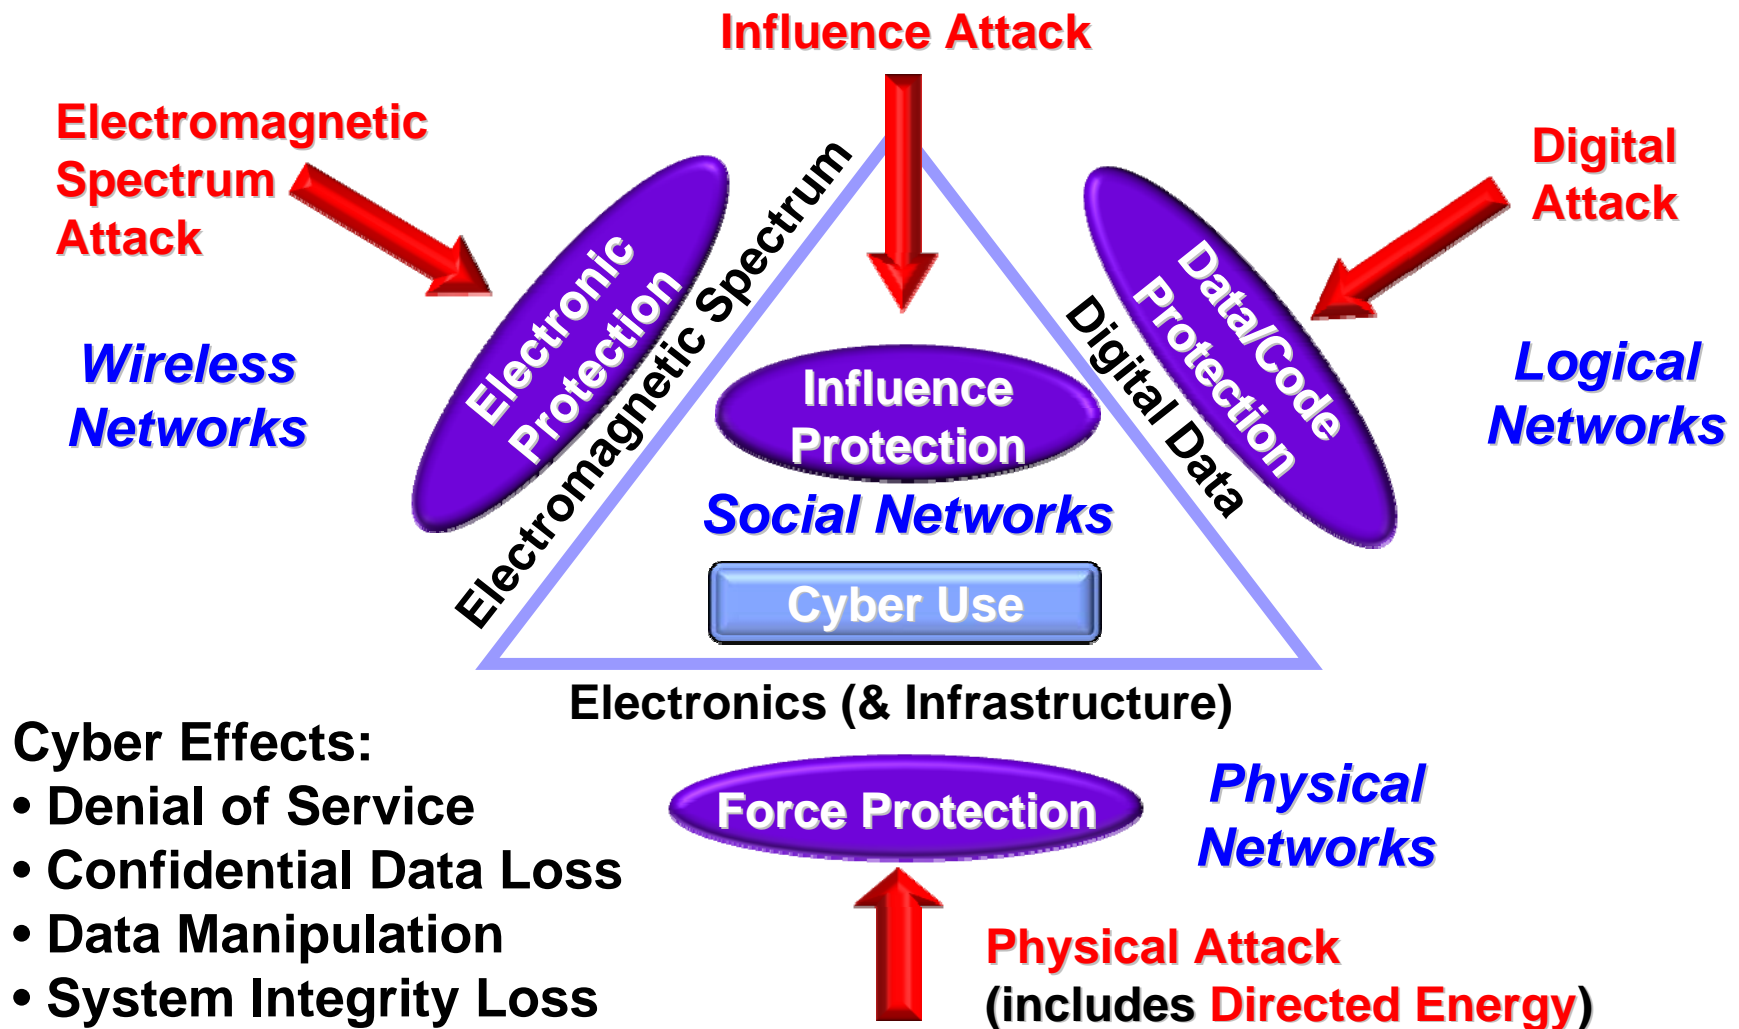 Influence Attack
Electromagnetic
Spectrum
Attack
Digital
Attack
Electronic
Protection
Electromagnetic Spectrum
Data/Code
Protection
Digital Data
Wireless
Networks
Influence
Protection
Logical
Networks
Social Networks
Cyber Use
Electronics (& Infrastructure)
Cyber Effects:
• Denial of Service
• Confidential Data Loss
• Data Manipulation
• System Integrity Loss
Force Protection
Physical
Networks
Physical Attack
(includes Directed Energy)